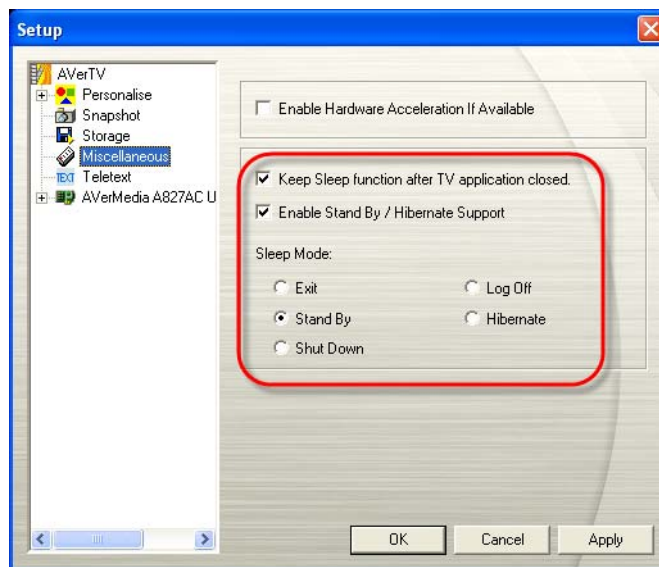 Setup
AVerTV
Personalise
Snapshot
Storage
Miscellaneous
TEXT Teletext
AVerMedia A827AC U
Enable Hardware Acceleration If Available
Keep Sleep function after TV application closed.
Enable Stand By / Hibernate Support
Sleep Mode:
Exit
Log Off
Stand By
Hibernate
Shut Down
OK
Cancel
Apply